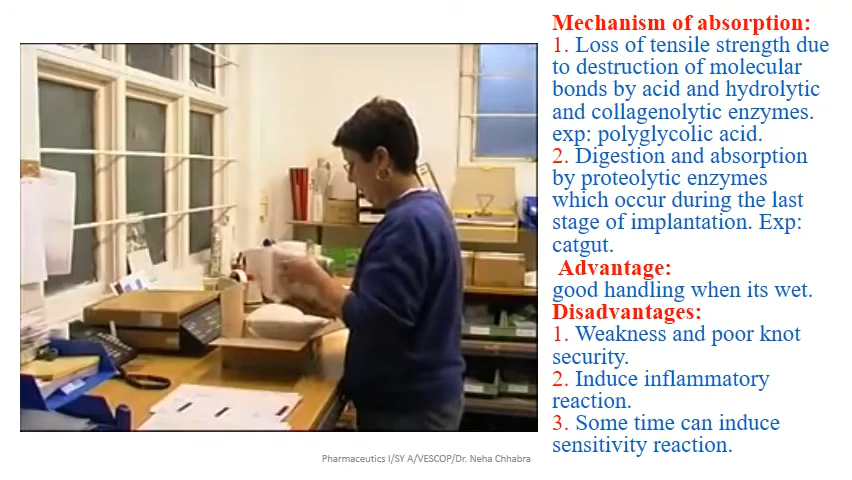 Mechanism of absorption:
1. Loss of tensile strength due
to destruction of molecular
bonds by acid and hydrolytic
and collagenolytic enzymes.
exp: polyglycolic acid.
2. Digestion and absorption
by proteolytic enzymes
which occur during the last
stage of implantation. Exp:
catgut.
Advantage:
good handling when its wet.
Disadvantages:
1. Weakness and poor knot
security.
2. Induce inflammatory
reaction.
3. Some time can induce
sensitivity reaction.
Pharmaceutics I/SY A/VESCOP/Dr. Neha Chhabra